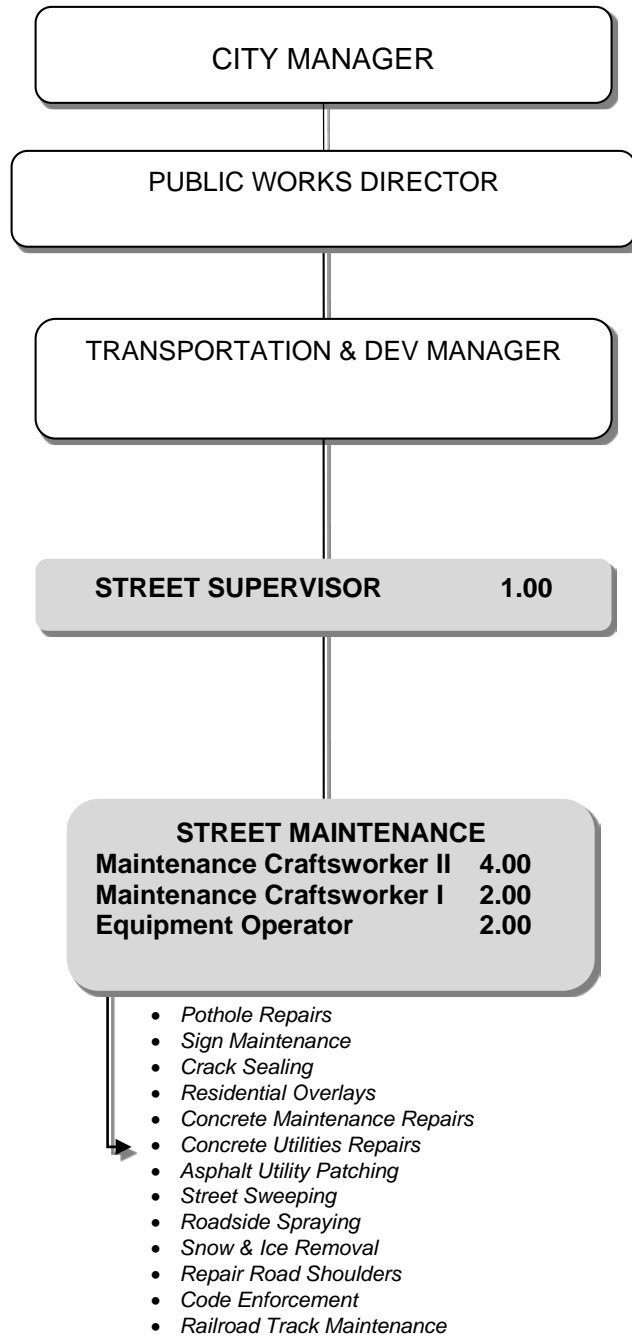 CITY MANAGER
PUBLIC WORKS DIRECTOR
TRANSPORTATION & DEV MANAGER
STREET SUPERVISOR 1.00
STREET MAINTENANCE
Maintenance Craftsworker II 4.00
Maintenance Craftsworker I 2.00
Equipment Operator 2.00
• Pothole Repairs
• Sign Maintenance
• Crack Sealing
• Residential Overlays
• Concrete Maintenance Repairs
• Concrete Utilities Repairs
• Asphalt Utility Patching
• Street Sweeping
• Roadside Spraying
• Snow & Ice Removal
• Repair Road Shoulders
• Code Enforcement
• Railroad Track Maintenance